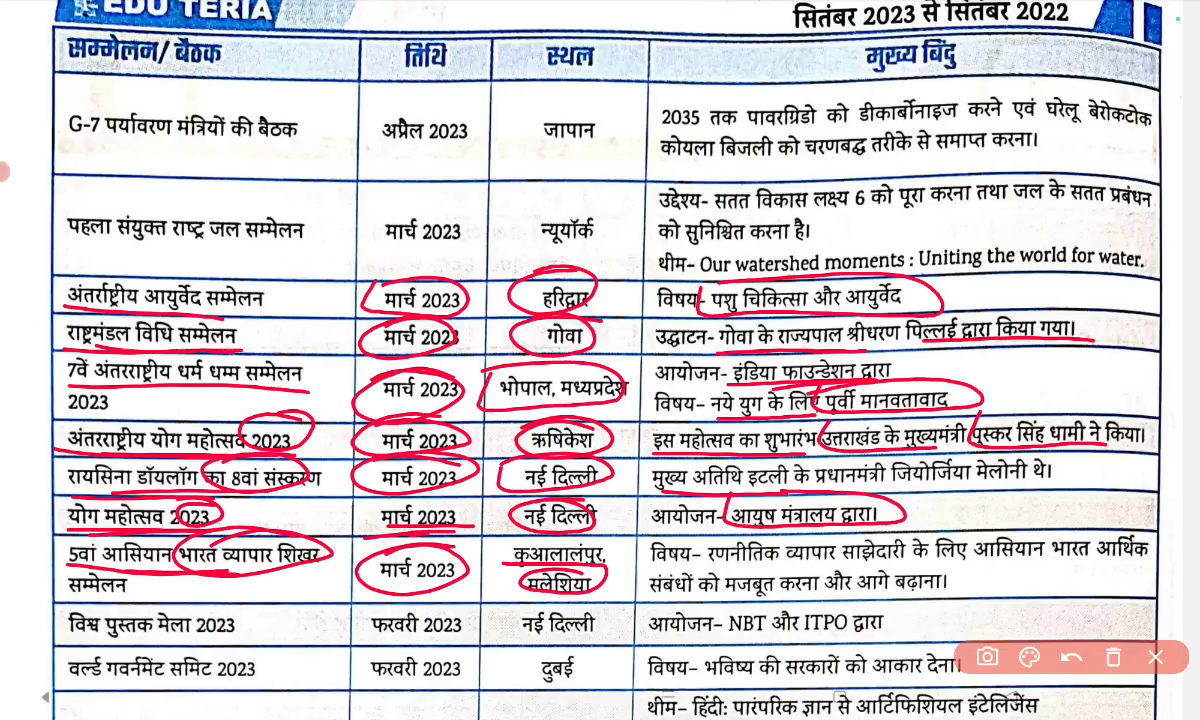 EDU TERIA
सितंबर 2023 से सितंबर 2022
सम्मेलन/ बैठक तिथि स्थल मुख्य बिंदु
G-7 पर्यावरण मंत्रियों की बैठक अप्रैल 2023 जापान 2035 तक पावरग्रिडो को डीकार्बोनाइज करने एवं घरेलू बेरोकटोक
कोयला बिजली को चरणबद्ध तरीके से समाप्त करना।
पहला संयुक्त राष्ट्र जल सम्मेलन मार्च 2023 न्यूयॉर्क उद्देश्य- सतत विकास लक्ष्य 6 को पूरा करना तथा जल के सतत प्रबंधन
को सुनिश्चित करना है।
थीम- Our watershed moments : Uniting the world for water.
अंतर्राष्ट्रीय आयुर्वेद सम्मेलन मार्च 2023 हरिद्वार विषय- पशु चिकित्सा और आयुर्वेद
राष्ट्रमंडल विधि सम्मेलन मार्च 2023 गोवा उद्घाटन- गोवा के राज्यपाल श्रीधरण पिल्लई द्वारा किया गया।
7वें अंतरराष्ट्रीय धर्म धम्म सम्मेलन मार्च 2023 भोपाल, मध्यप्रदेश आयोजन- इंडिया फाउन्डेशन द्वारा
2023 विषय- नये युग के लिए पूर्वी मानवतावाद
अंतरराष्ट्रीय योग महोत्सव 2023 मार्च 2023 ऋषिकेश इस महोत्सव का शुभारंभ उत्तराखंड के मुख्यमंत्री पुस्कर सिंह धामी ने किया।
रायसिना डॉयलॉग का 8वां संस्करण मार्च 2023 नई दिल्ली मुख्य अतिथि इटली के प्रधानमंत्री जियोर्जिया मेलोनी थे।
योग महोत्सव 2023 मार्च 2023 नई दिल्ली आयोजन- आयुष मंत्रालय द्वारा।
5वां आसियान भारत व्यापार शिखर मार्च 2023 कुआलालंपुर, विषय- रणनीतिक व्यापार साझेदारी के लिए आसियान भारत आर्थिक
सम्मेलन मलेशिया संबंधों को मजबूत करना और आगे बढ़ाना।
विश्व पुस्तक मेला 2023 फरवरी 2023 नई दिल्ली आयोजन- NBT और ITPO द्वारा
वर्ल्ड गवर्नमेंट समिट 2023 फरवरी 2023 दुबई विषय- भविष्य की सरकारों को आकार देना।
थीम- हिंदी: पारंपरिक ज्ञान से आर्टिफिशियल इंटेलिजेंस